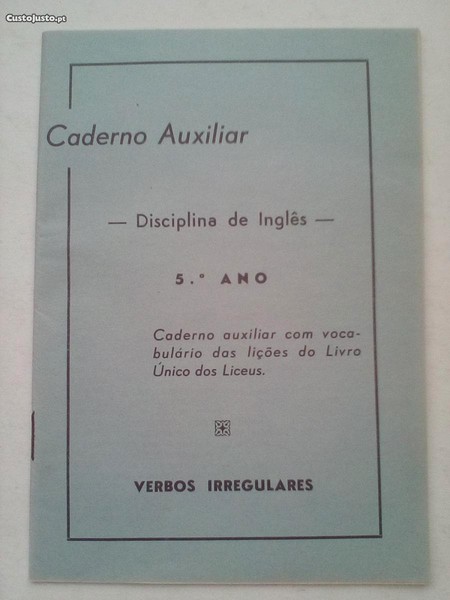 CustoJusto.pt
Caderno Auxiliar
— Disciplina de Inglês —
5.º ANO
Caderno auxiliar com voca-
bulário das lições do Livro
Único dos Liceus.
VERBOS IRREGULARES